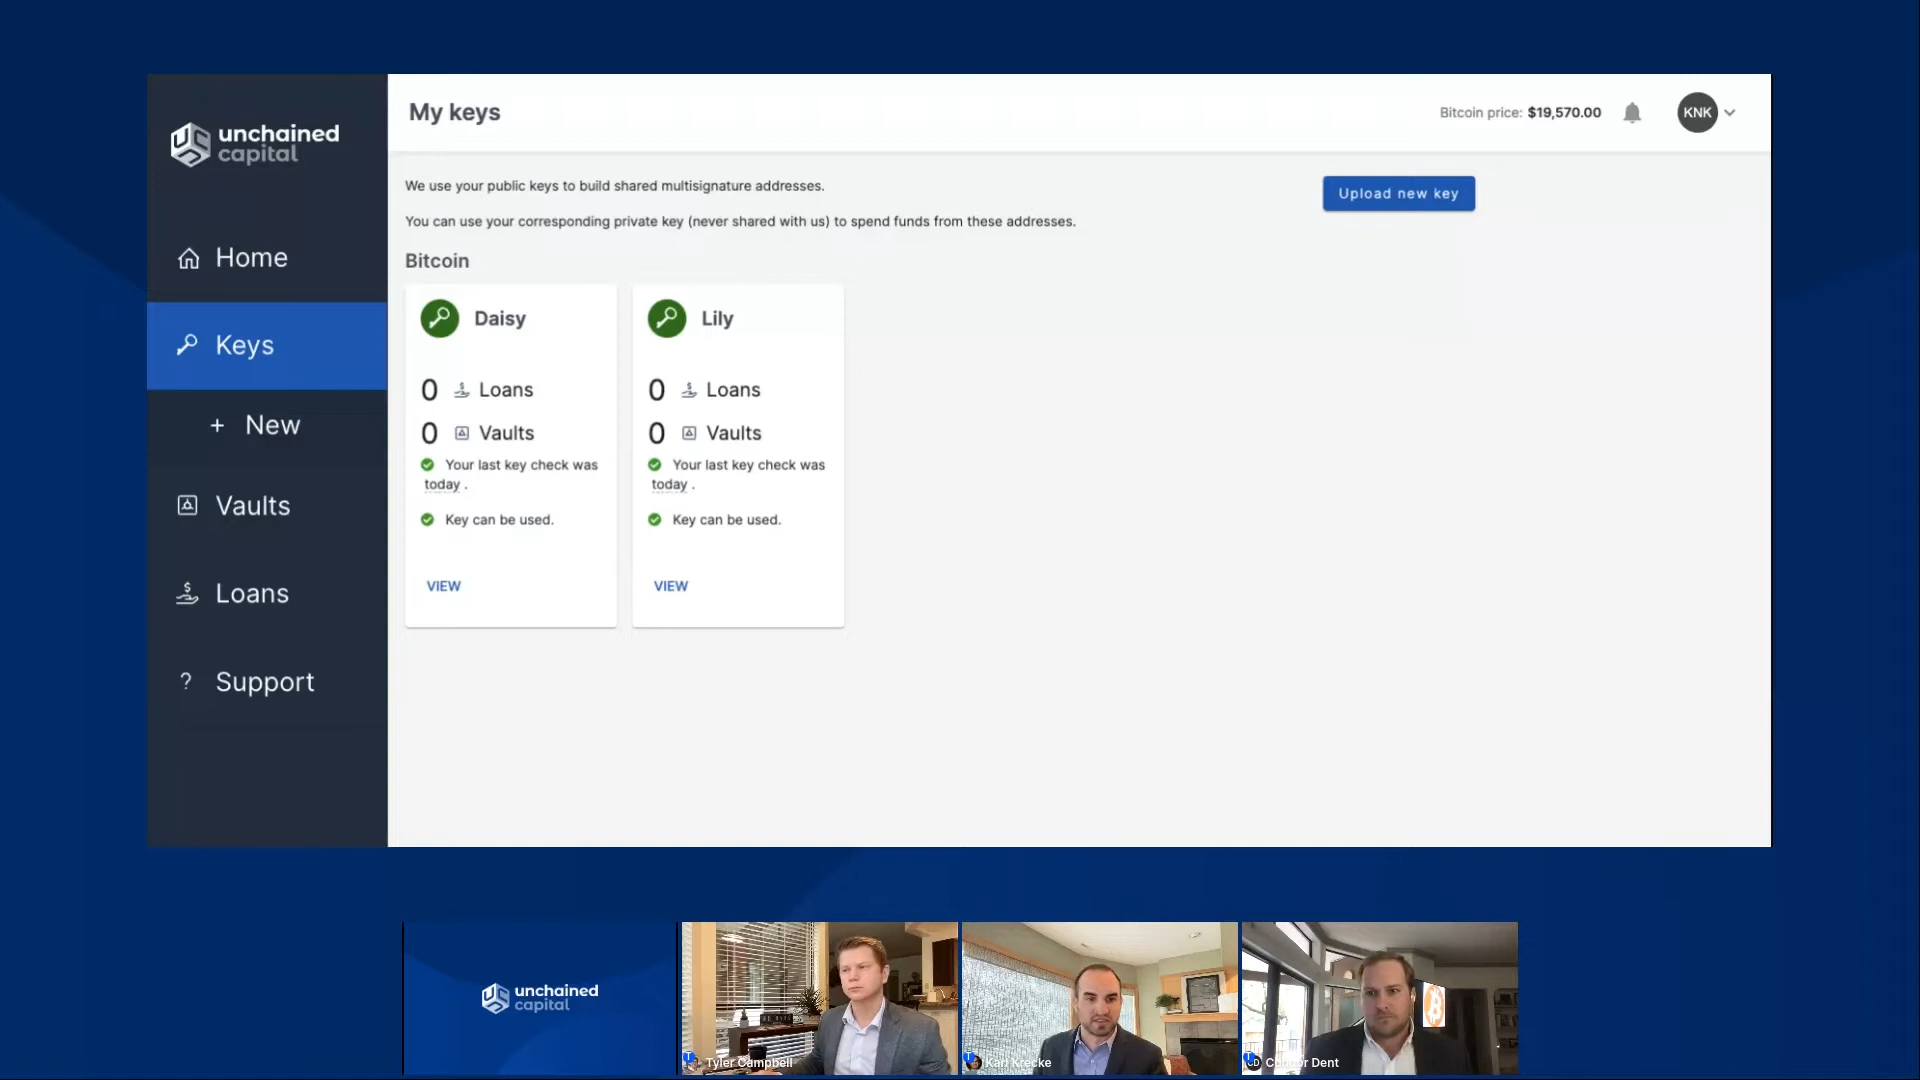 unchained
capital
My keys
Bitcoin price: $19,570.00
KNK
Home
Keys
+ New
Vaults
Loans
? Support
We use your public keys to build shared multisignature addresses.
You can use your corresponding private key (never shared with us) to spend funds from these addresses.
Upload new key
Bitcoin
Daisy
0 Loans
0 Vaults
Your last key check was
today .
Key can be used.
VIEW
Lily
0 Loans
0 Vaults
Your last key check was
today .
Key can be used.
VIEW
unchained
capital
Tyler Campbell
Karl Krecke
Connor Dent